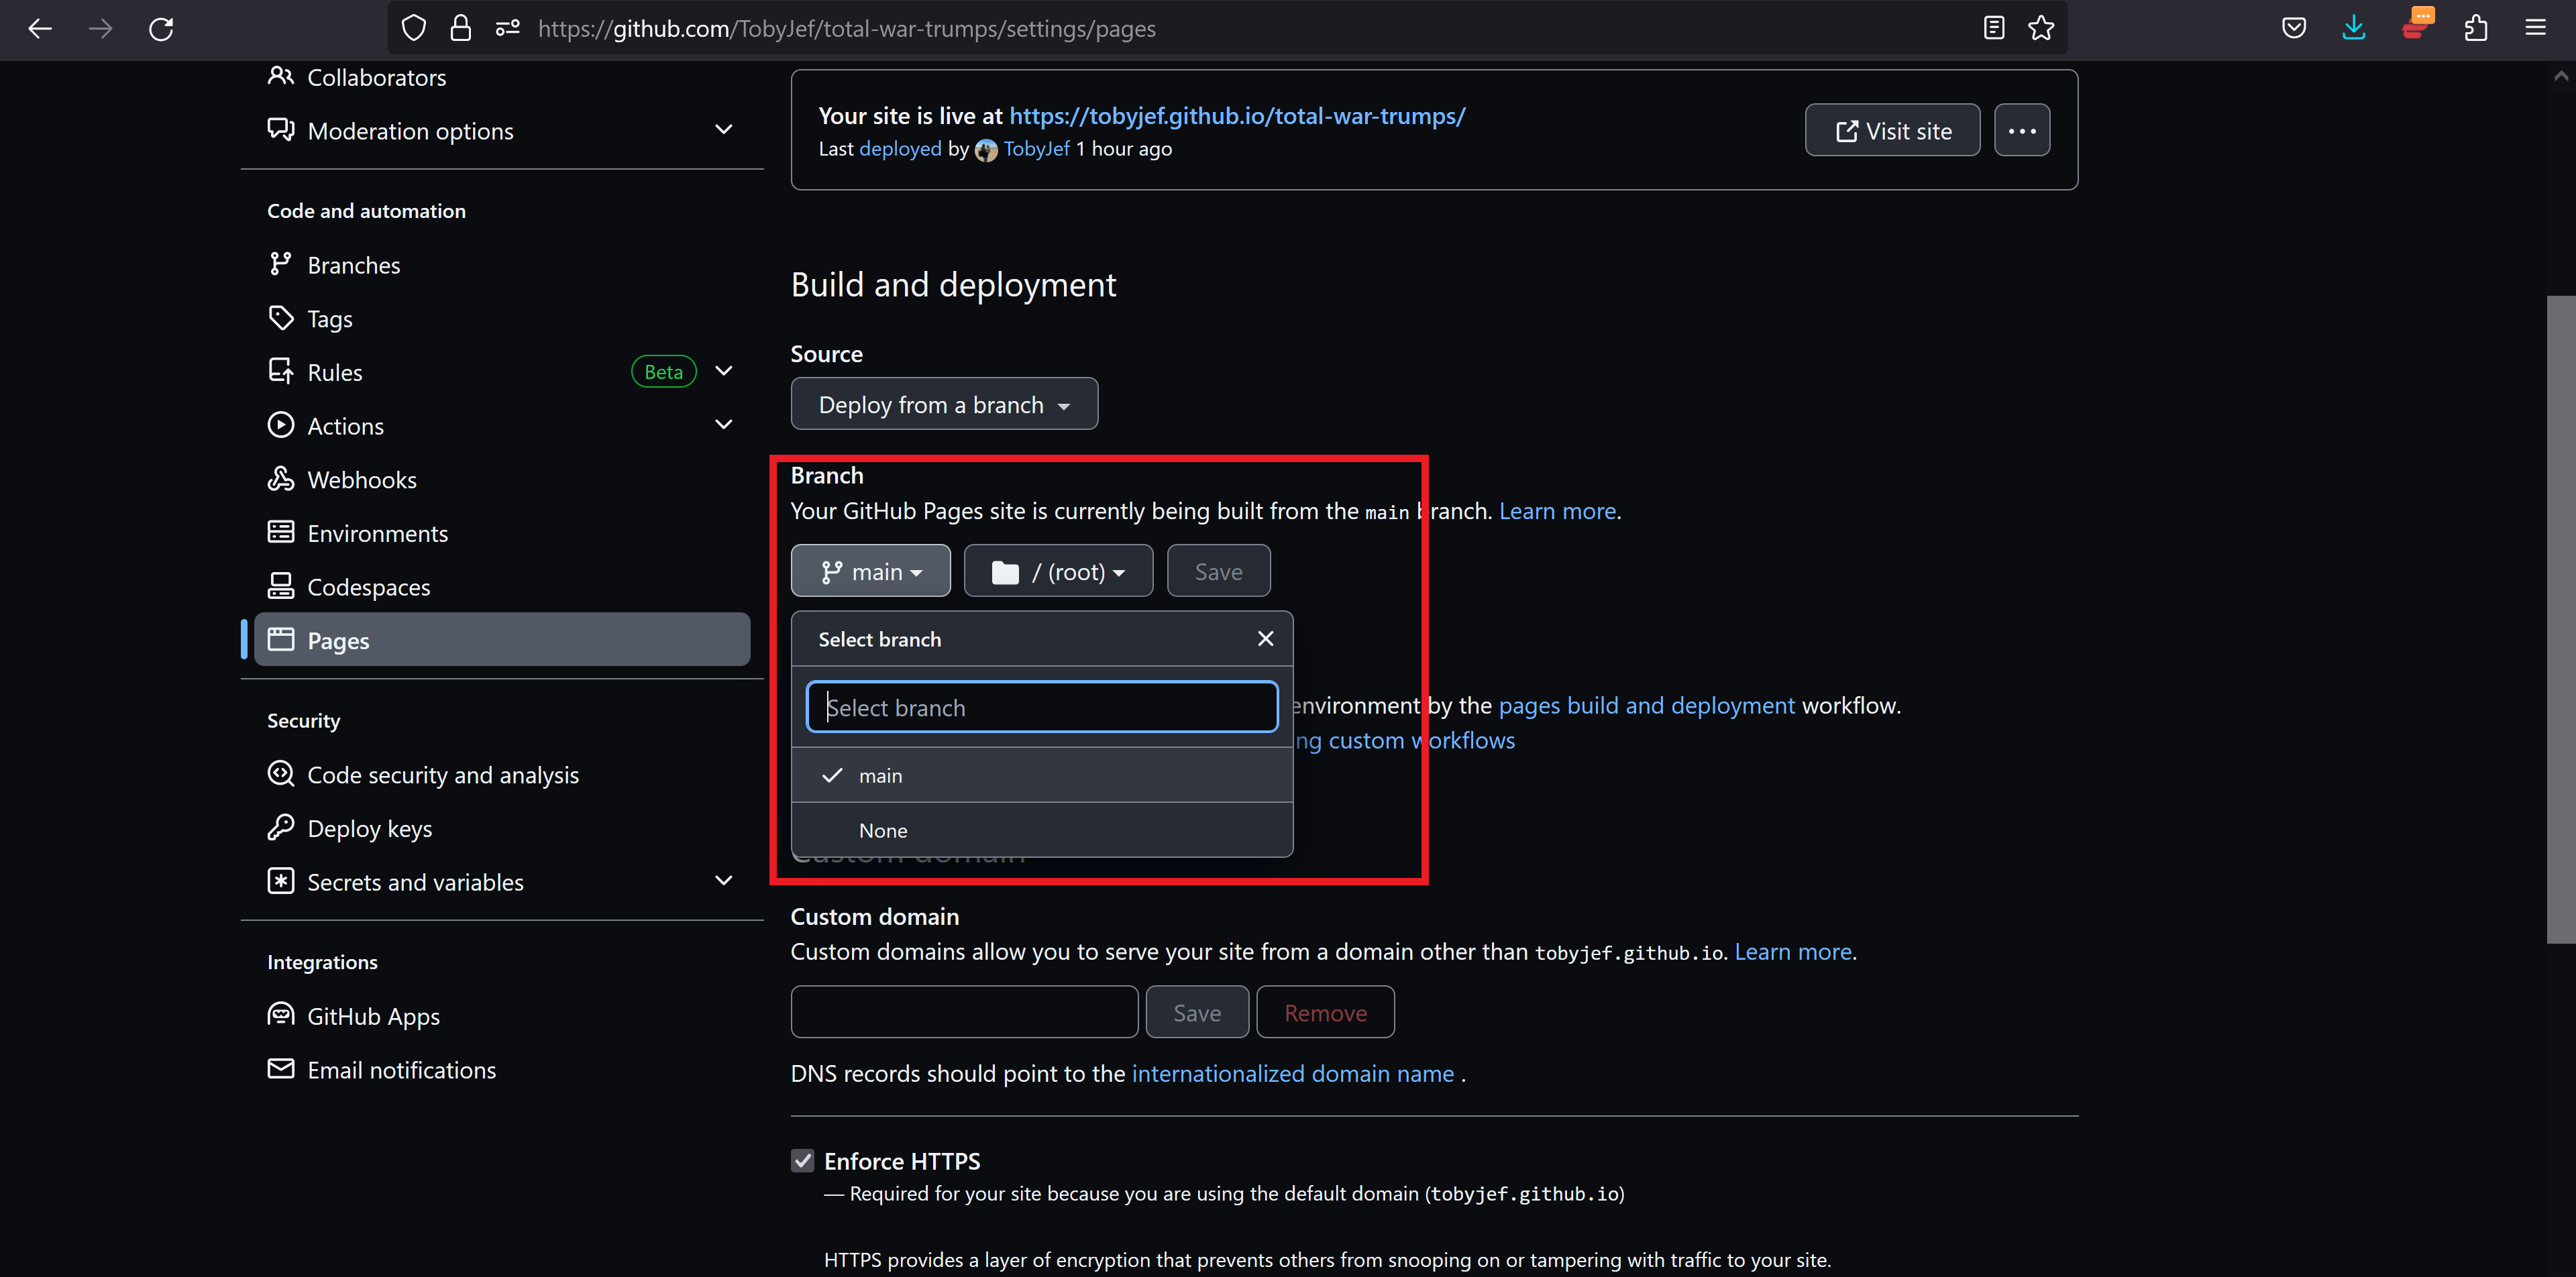 https://github.com/TobyJef/total-war-trumps/settings/pages
Collaborators
Moderation options
Code and automation
Branches
Tags
Rules
Beta
Actions
Webhooks
Environments
Codespaces
Pages
Security
Code security and analysis
Deploy keys
Secrets and variables
Integrations
GitHub Apps
Email notifications
Your site is live at https://tobyjef.github.io/total-war-trumps/
Last deployed by TobyJef 1 hour ago
Visit site
Build and deployment
Source
Deploy from a branch
Branch
Your GitHub Pages site is currently being built from the main branch. Learn more.
main
/ (root)
Save
Select branch
Select branch
environment by the pages build and deployment workflow.
ng custom workflows
main
None
Custom domain
Custom domain
Custom domains allow you to serve your site from a domain other than tobyjef.github.io. Learn more.
Save
Remove
DNS records should point to the internationalized domain name .
Enforce HTTPS
— Required for your site because you are using the default domain (tobyjef.github.io)
HTTPS provides a layer of encryption that prevents others from snooping on or tampering with traffic to your site.